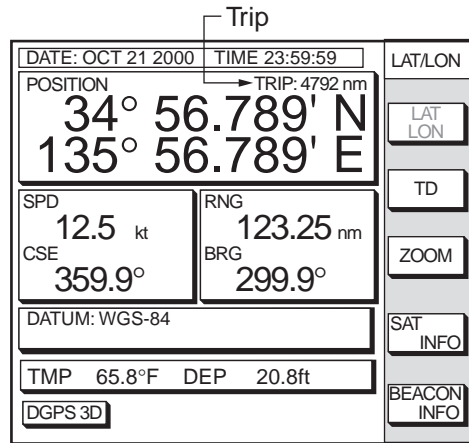 Trip
DATE: OCT 21 2000 TIME 23:59:59
LAT/LON
POSITION
TRIP: 4792 nm
34° 56.789' N
135° 56.789' E
LAT
LON
TD
SPD
12.5 kt
CSE
359.9°
RNG
123.25 nm
BRG
299.9°
ZOOM
DATUM: WGS-84
SAT
INFO
TMP 65.8°F DEP 20.8ft
DGPS 3D
BEACON
INFO